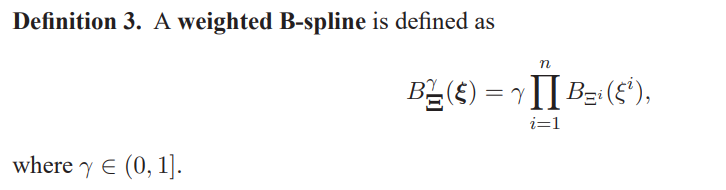 Definition 3. A weighted B-spline is defined as
B^γ_Ξ(ξ) = γ ∏_{i=1}^{n} B_{Ξ^i}(ξ^i),
where γ ∈ (0, 1].